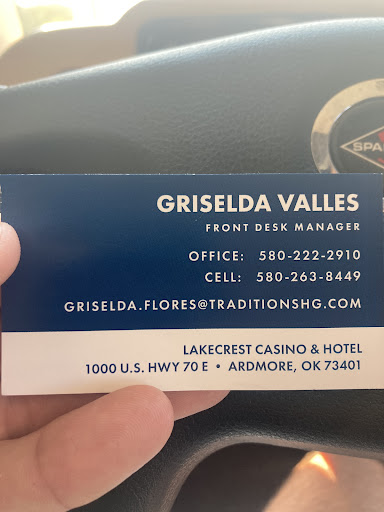 GRISELDA VALLES
FRONT DESK MANAGER
OFFICE: 580-222-2910
CELL: 580-263-8449
GRISELDA.FLORES@TRADITIONSHG.COM
LAKECREST CASINO & HOTEL
1000 U.S. HWY 70 E • ARDMORE, OK 73401